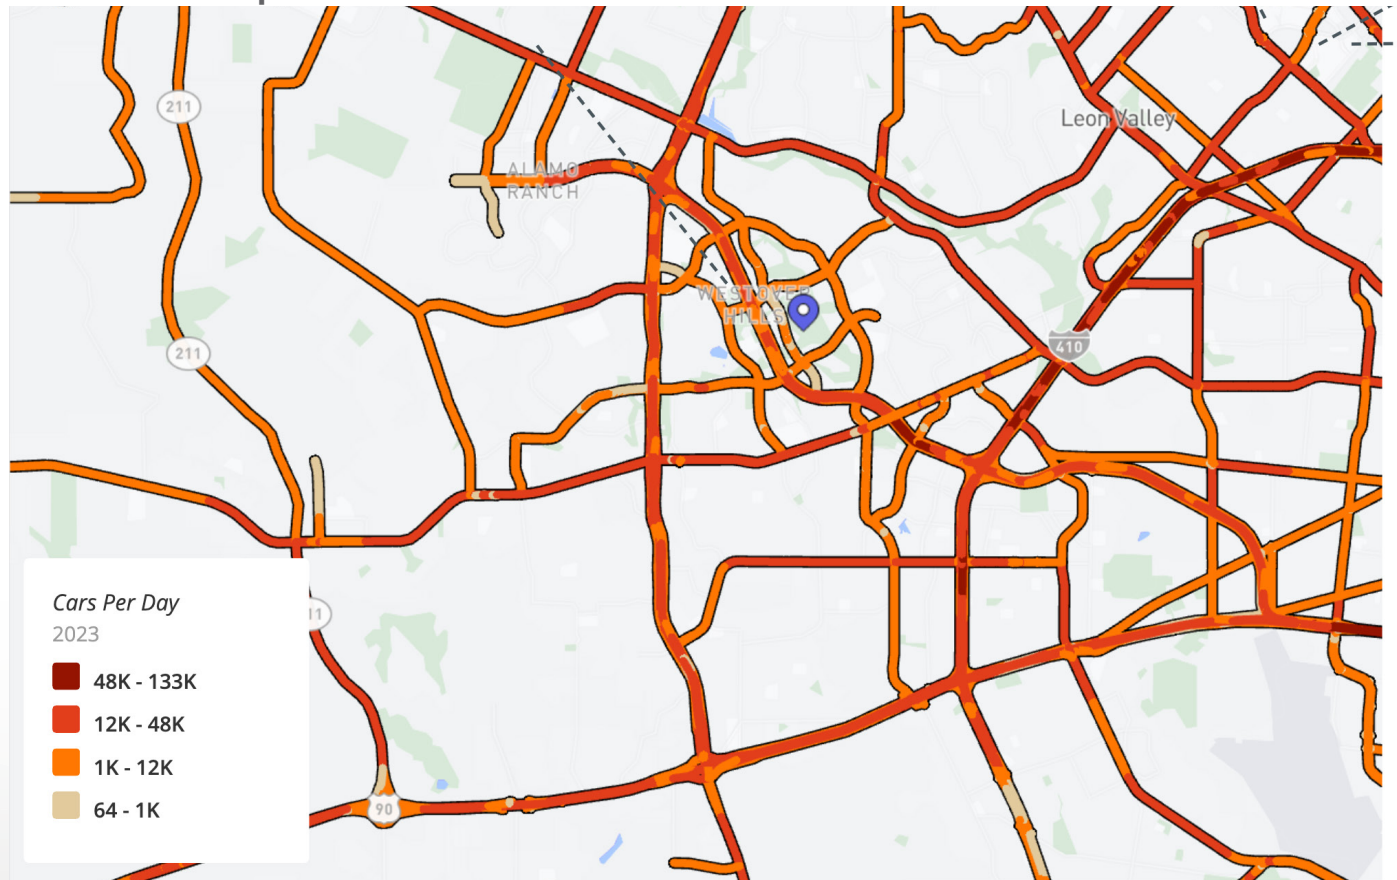 211
Leon Valley
ALAMO
RANCH
WESTOVER
HILLS
410
211
Cars Per Day
2023
48K - 133K
12K - 48K
1K - 12K
64 - 1K
90